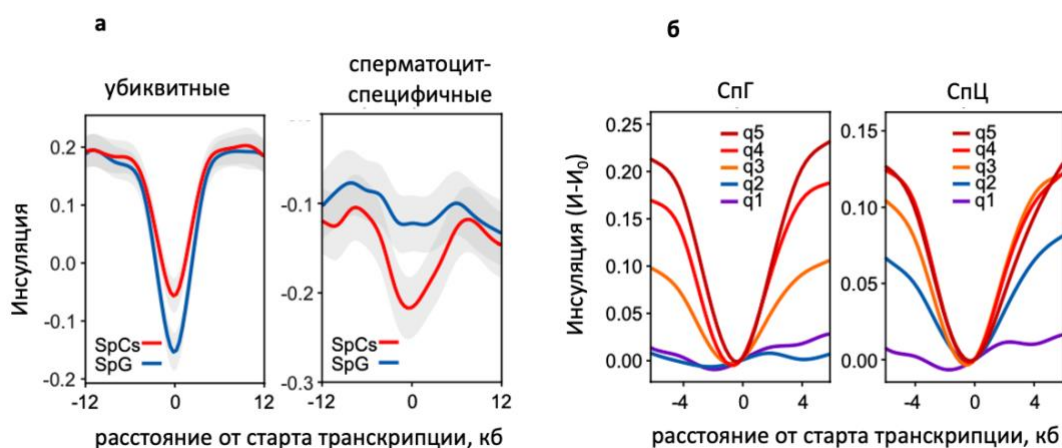 а
убиквитные
сперматоцит-
специфичные
Инсуляция
0.2
0.1
0.0
-0.1
-0.2
SpCs
SpG
-12
0
12
-0.1
-0.2
-0.3
SpCs
SpG
-12
0
12
расстояние от старта транскрипции, кб
б
СпГ
СпЦ
Инсуляция (И-И₀)
0.25
0.20
0.15
0.10
0.05
0.00
q5
q4
q3
q2
q1
-4
0
4
0.15
0.10
0.05
0.00
q5
q4
q3
q2
q1
-4
0
4
расстояние от старта транскрипции, кб